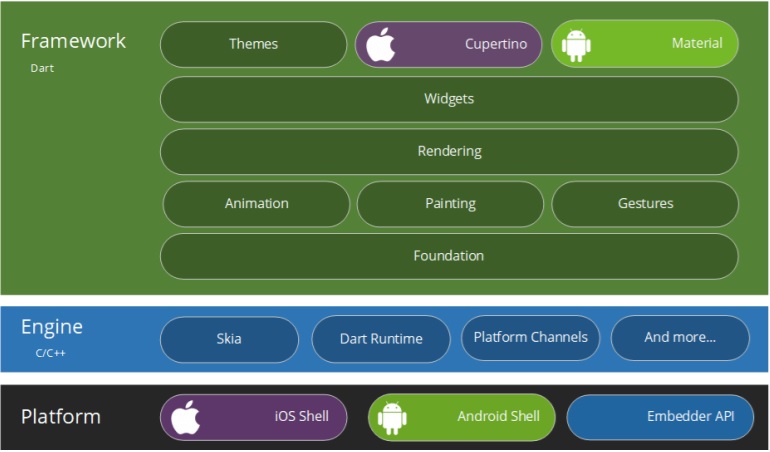 Framework
Dart
Themes
Cupertino
Material
Widgets
Rendering
Animation
Painting
Gestures
Foundation
Engine
C/C++
Skia
Dart Runtime
Platform Channels
And more...
Platform
iOS Shell
Android Shell
Embedder API